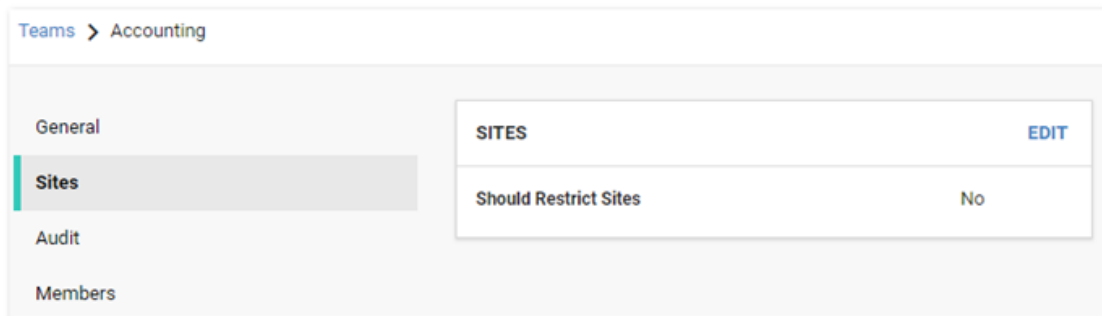 Teams > Accounting
General
Sites
Audit
Members
SITES EDIT
Should Restrict Sites No